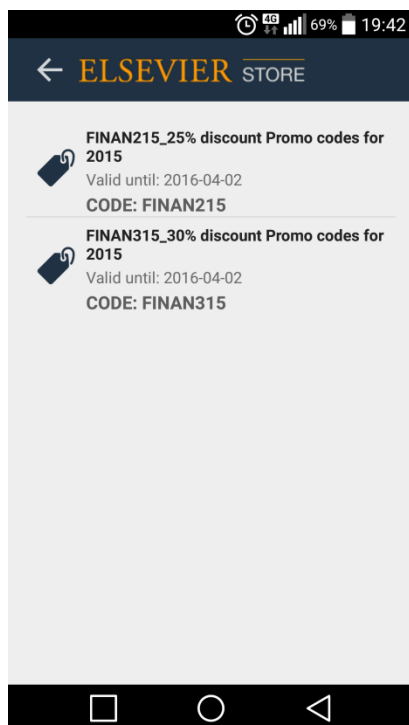 4G 69% 19:42
ELSEVIER STORE
FINAN215_25% discount Promo codes for
2015
Valid until: 2016-04-02
CODE: FINAN215
FINAN315_30% discount Promo codes for
2015
Valid until: 2016-04-02
CODE: FINAN315